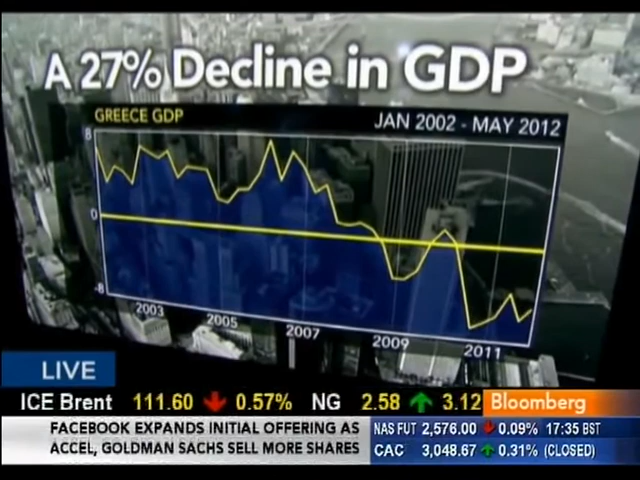 A 27% Decline in GDP
GREECE GDP
JAN 2002 - MAY 2012
8
0
-8
2003 2005 2007 2009 2011
LIVE
ICE Brent 111.60 0.57% NG 2.58 3.12
Bloomberg
FACEBOOK EXPANDS INITIAL OFFERING AS
ACCEL, GOLDMAN SACHS SELL MORE SHARES
NAS FUT 2,576.00 0.09% 17:35 BST
CAC 3,048.67 0.31% (CLOSED)